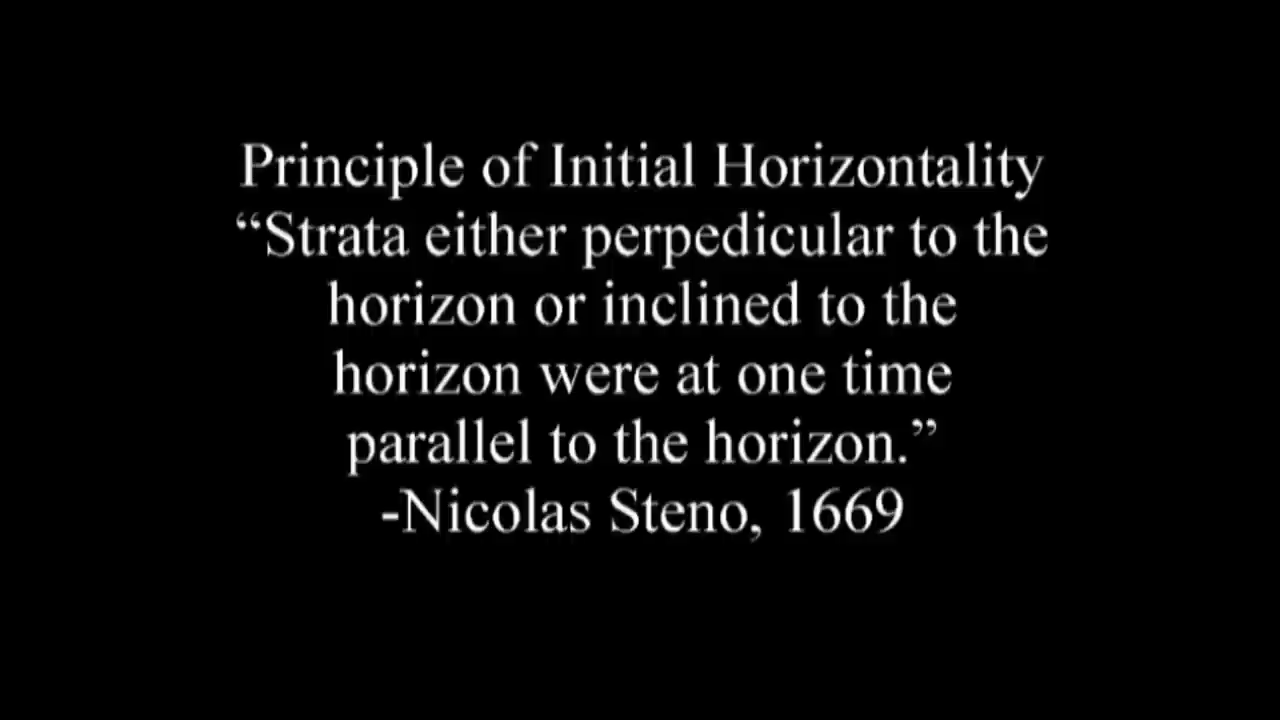 Principle of Initial Horizontality
“Strata either perpedicular to the
horizon or inclined to the
horizon were at one time
parallel to the horizon.”
-Nicolas Steno, 1669